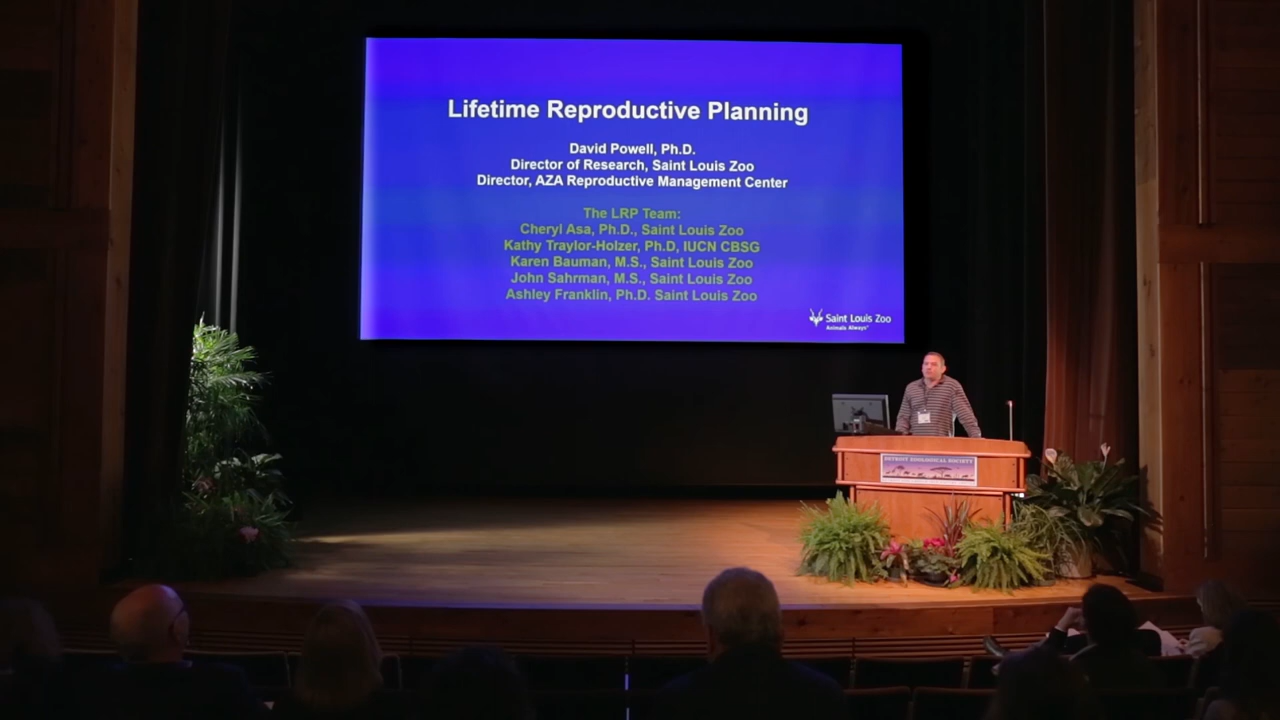 Lifetime Reproductive Planning
David Powell, Ph.D.
Director of Research, Saint Louis Zoo
Director, AZA Reproductive Management Center
The LRP Team:
Cheryl Asa, Ph.D., Saint Louis Zoo
Kathy Traylor-Holzer, Ph.D, IUCN CBSG
Karen Bauman, M.S., Saint Louis Zoo
John Sahrman, M.S., Saint Louis Zoo
Ashley Franklin, Ph.D. Saint Louis Zoo
Saint Louis Zoo
Animals Always®
DETROIT ZOOLOGICAL SOCIETY